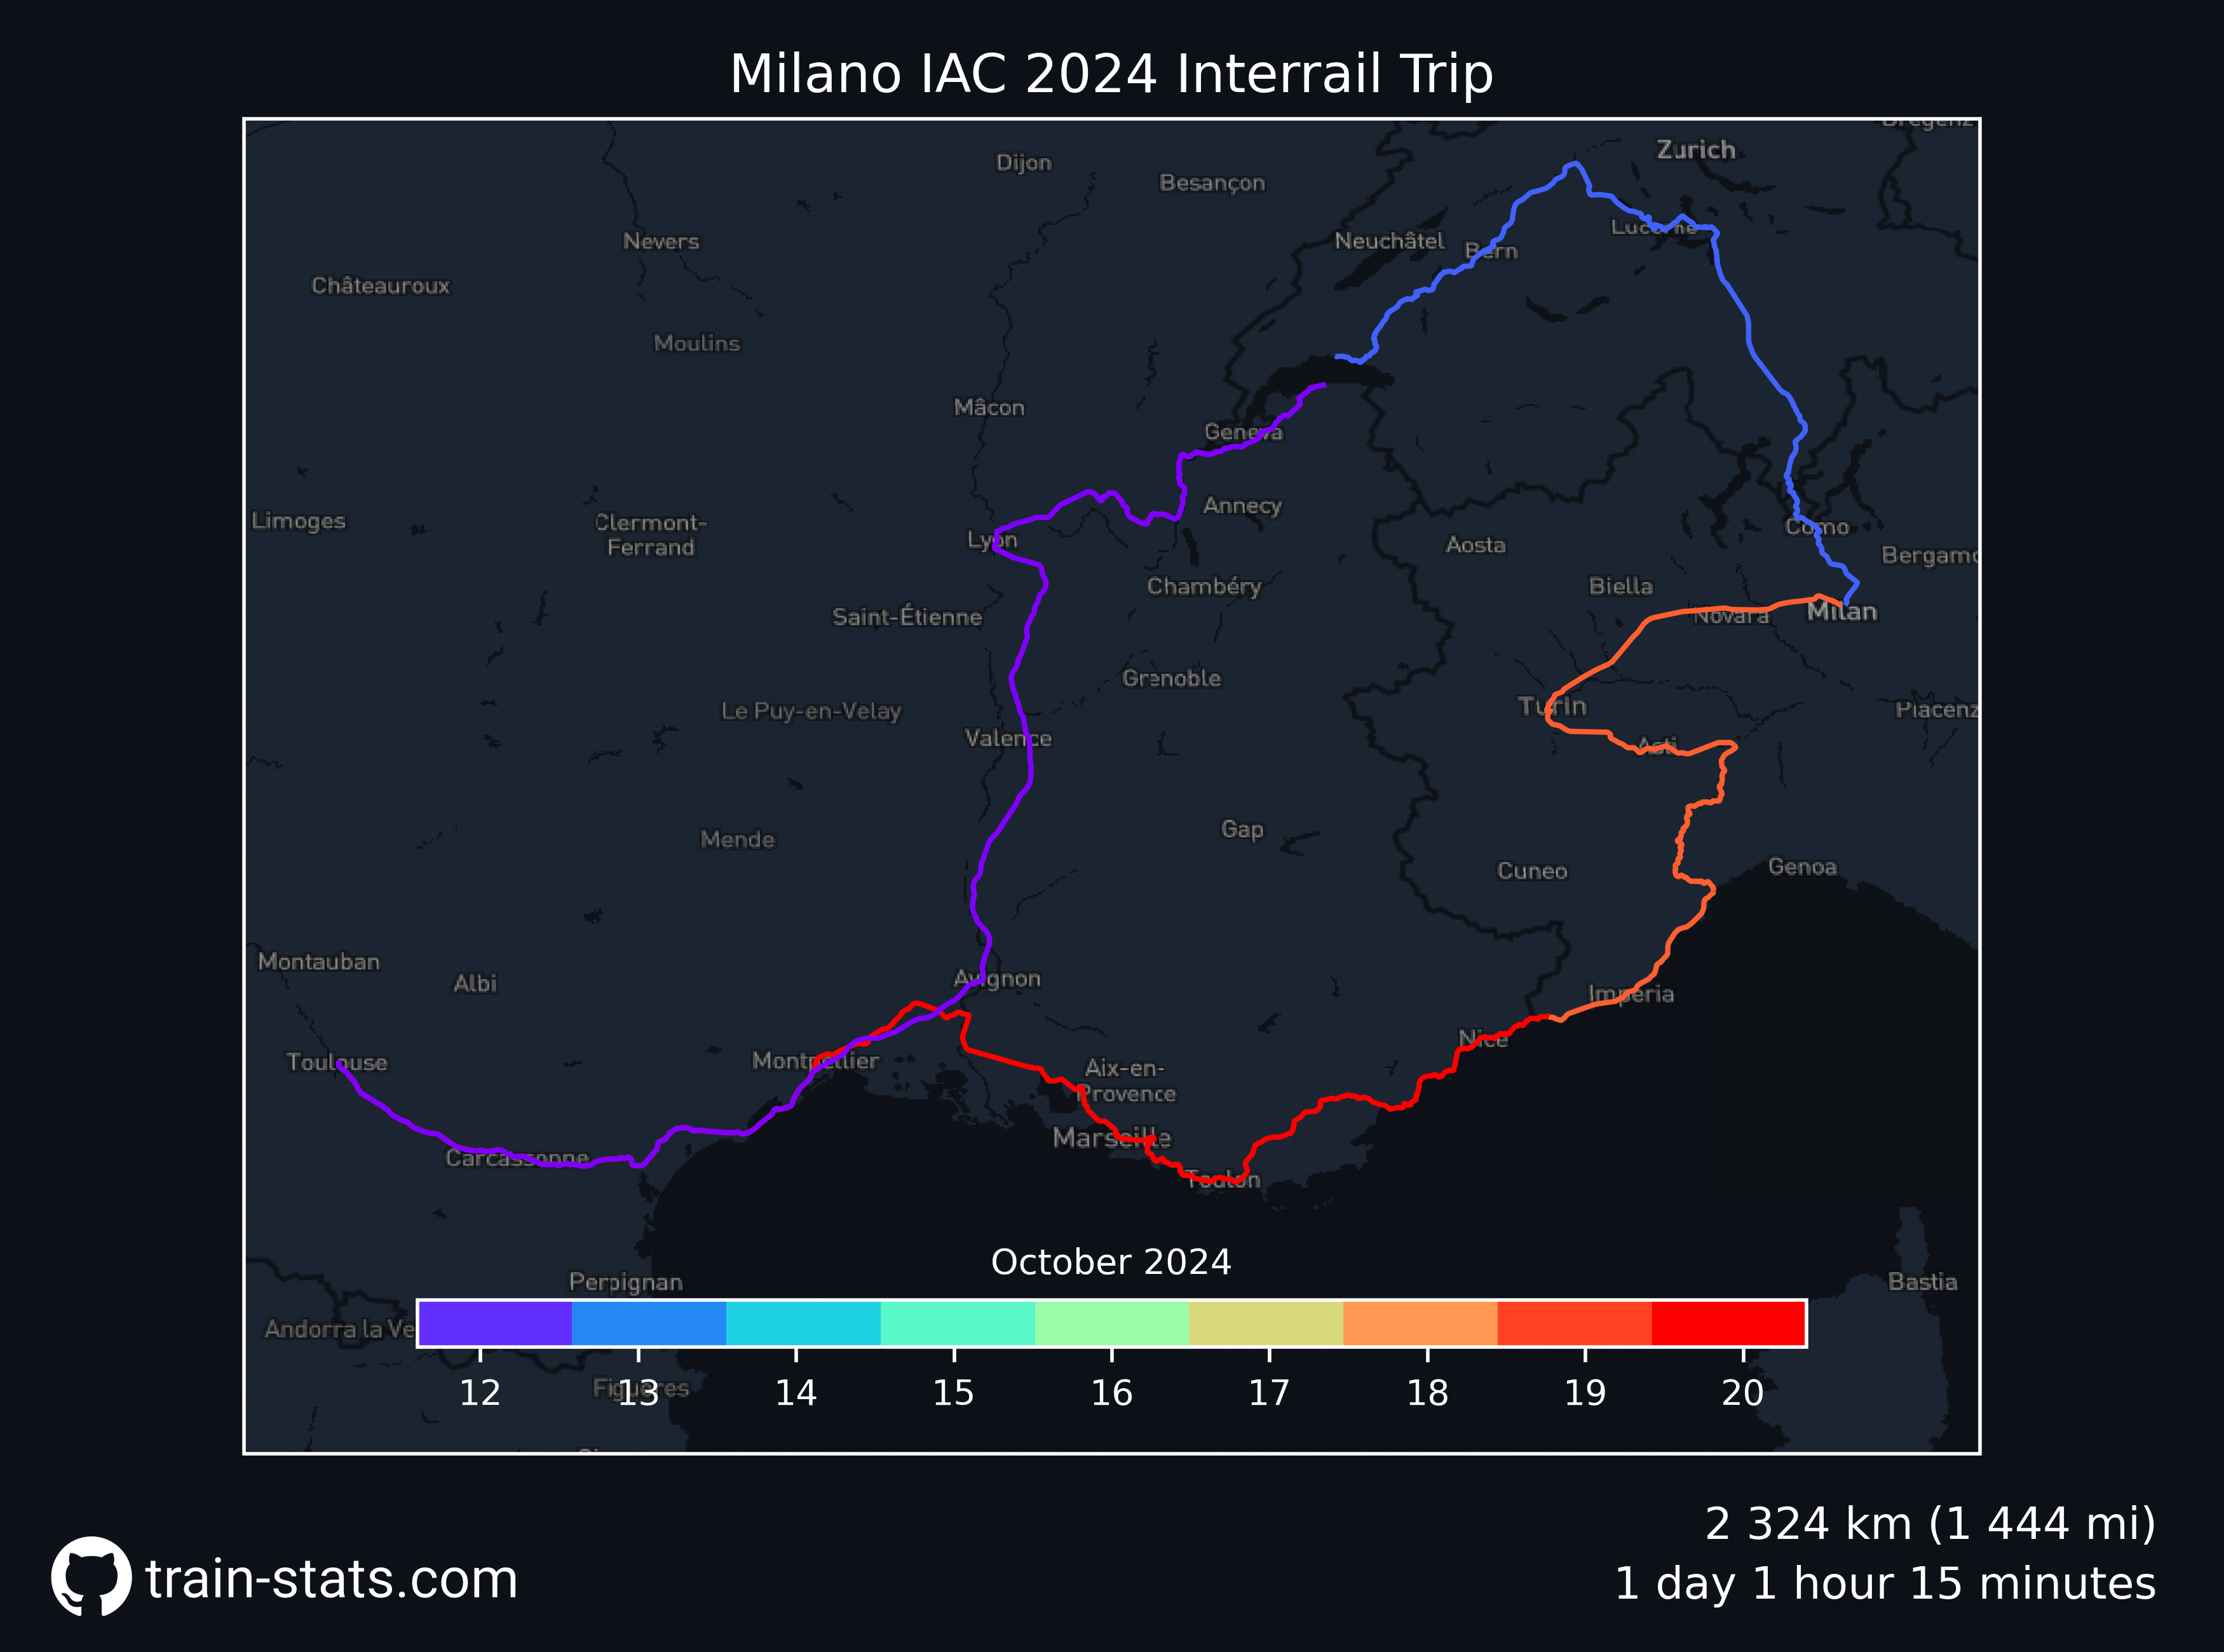 Milano IAC 2024 Interrail Trip
Bregenz
Zurich
Dijon
Besançon
Nevers
Neuchâtel
Lucerne
Bern
Châteauroux
Moulins
Mâcon
Geneva
Annecy
Limoges
Clermont-
Ferrand
Lyon
Como
Aosta
Bergamo
Chambéry
Biella
Saint-Étienne
Novara
Milan
Grenoble
Le Puy-en-Velay
Turin
Piacenz
Valence
Asti
Mende
Gap
Cuneo
Genoa
Montauban
Albi
Avignon
Imperia
Nice
Toulouse
Montpellier
Aix-en-
Provence
Marseille
Carcassonne
Toulon
October 2024
Perpignan
Bastia
Andorra la Ve
Figueres
12 13 14 15 16 17 18 19 20
2 324 km (1 444 mi)
train-stats.com
1 day 1 hour 15 minutes